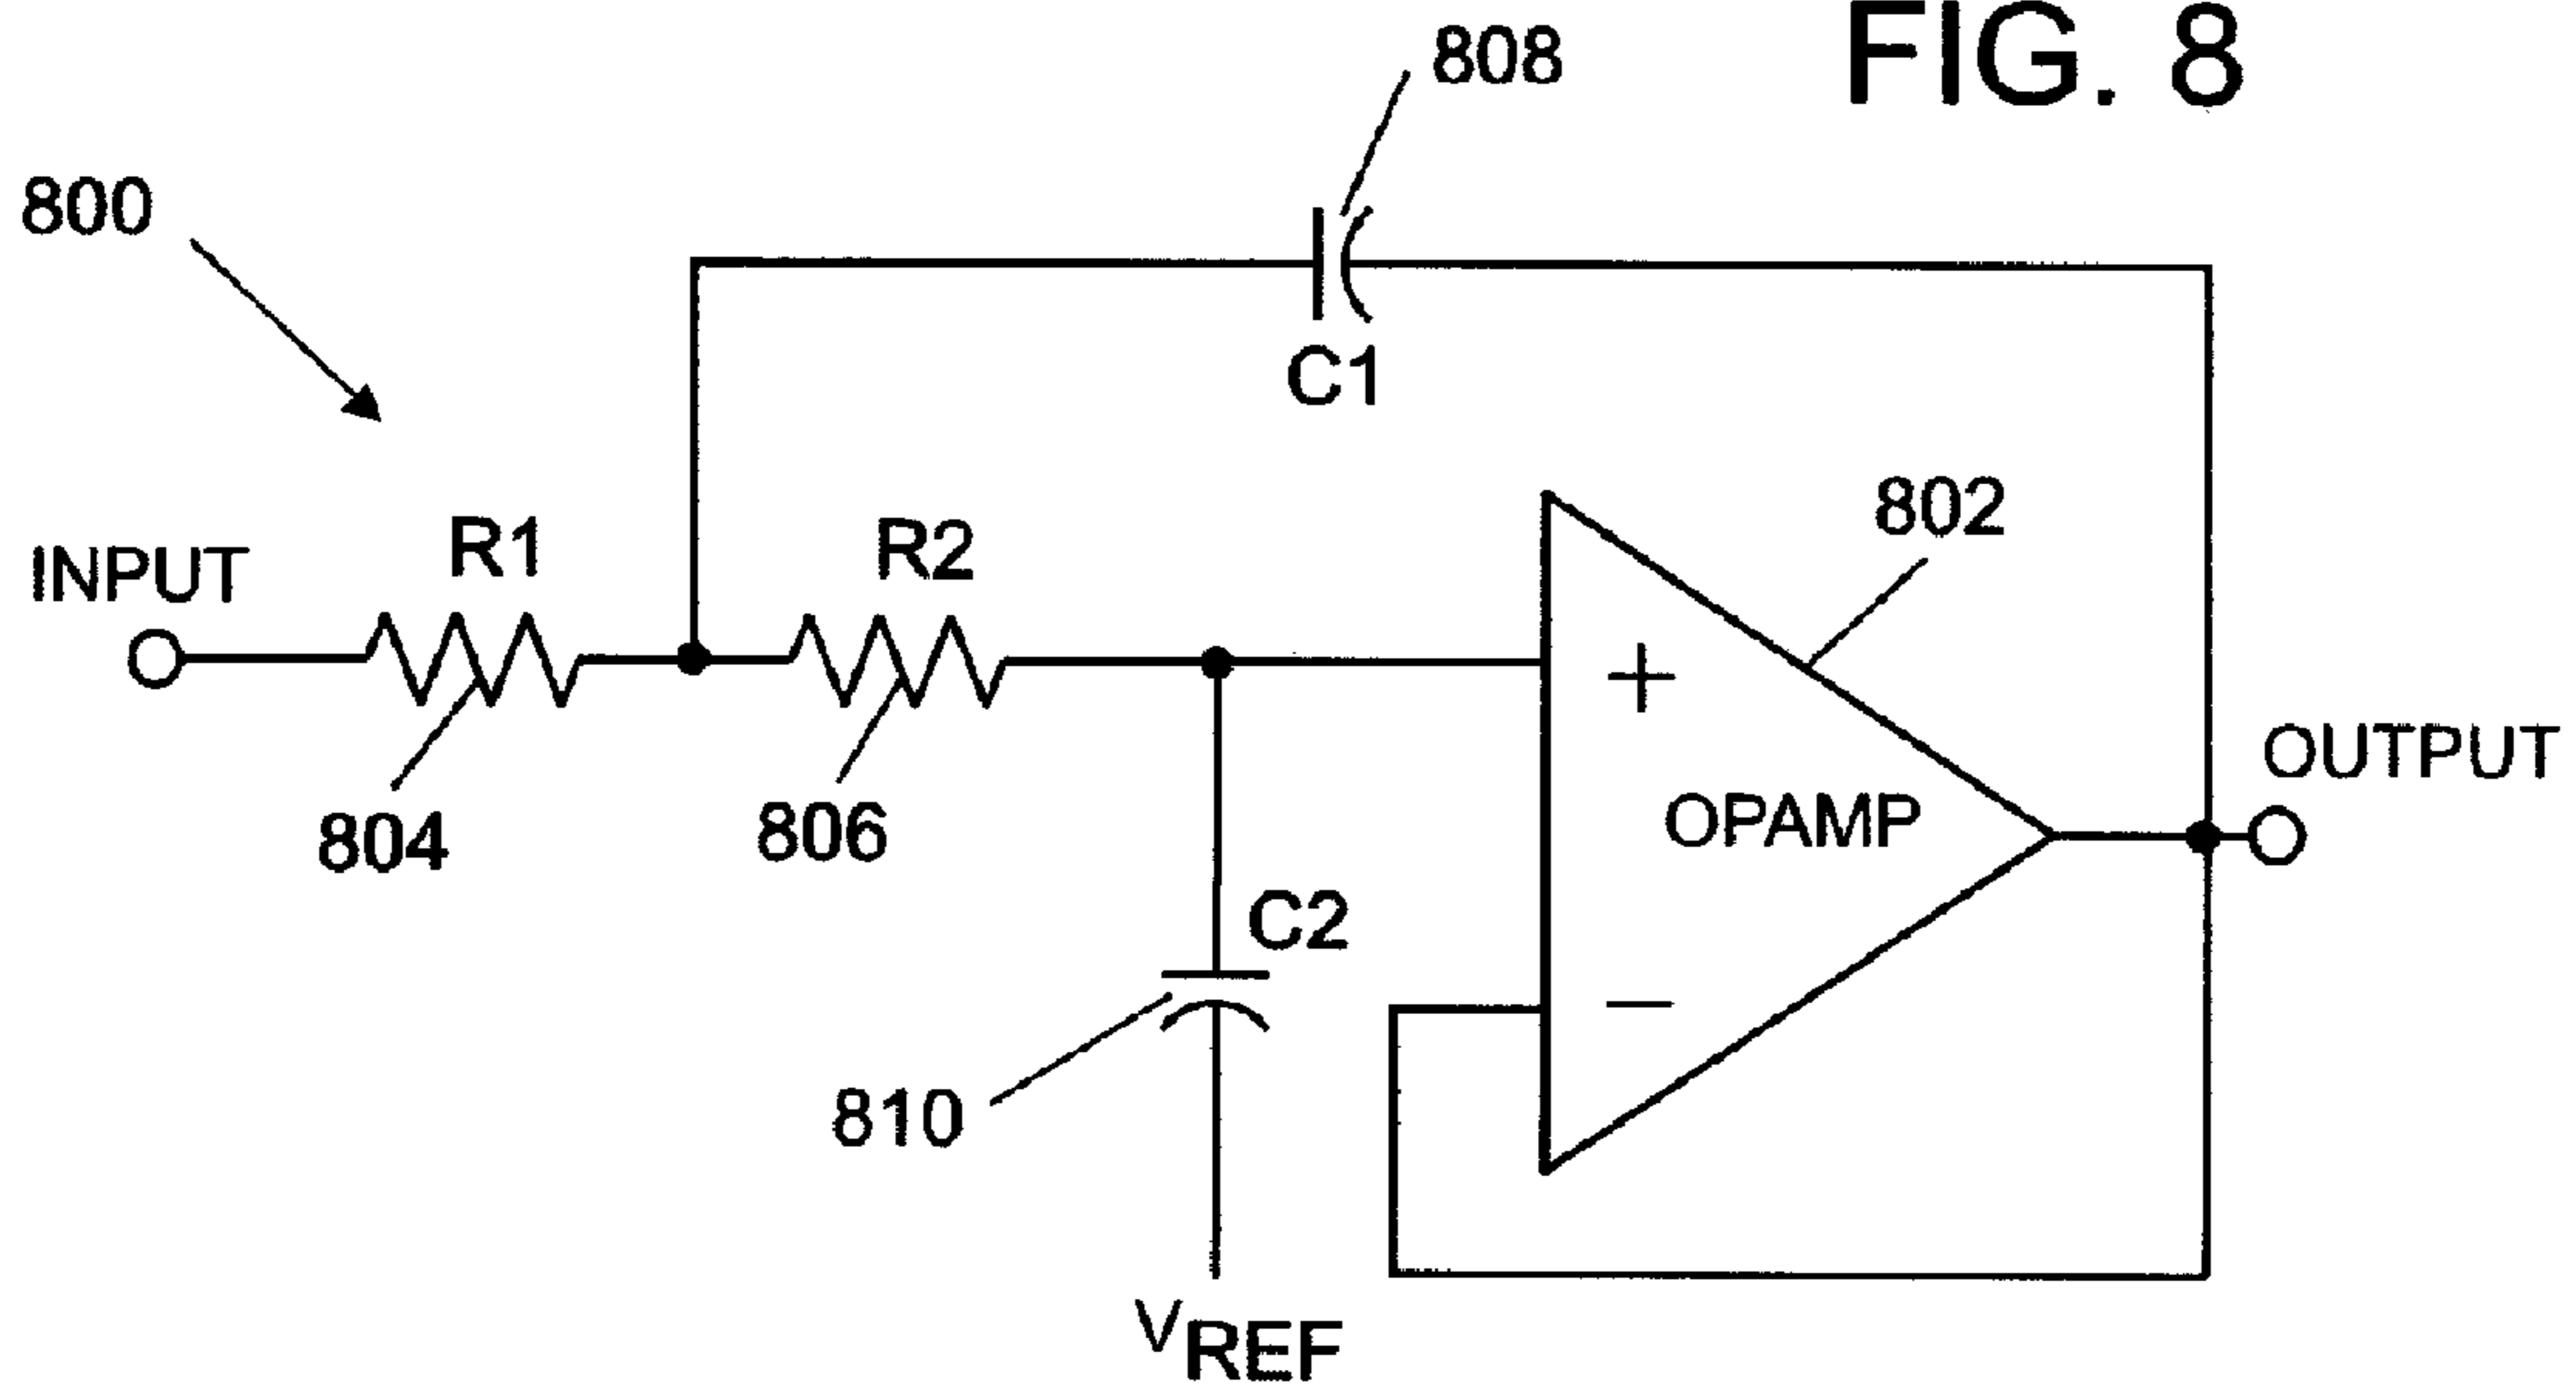 FIG. 8
808
800
C1
802
R1
R2
INPUT
OUTPUT
+
OPAMP
804
806
C2
−
810
VREF